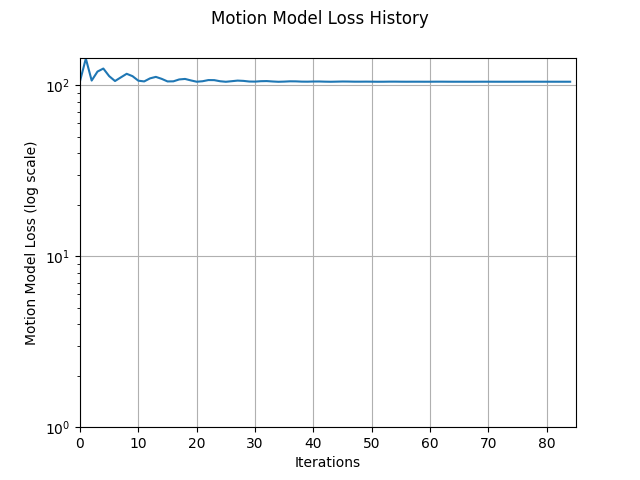 Motion Model Loss History
Motion Model Loss (log scale)
10²
10¹
10⁰
0 10 20 30 40 50 60 70 80
Iterations